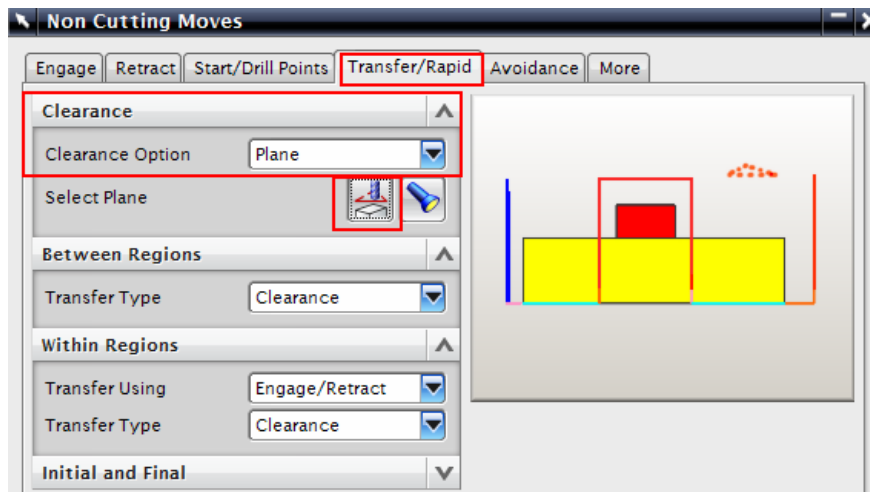 Non Cutting Moves
Engage Retract Start/Drill Points Transfer/Rapid Avoidance More
Clearance
Clearance Option Plane
Select Plane
Between Regions
Transfer Type Clearance
Within Regions
Transfer Using Engage/Retract
Transfer Type Clearance
Initial and Final